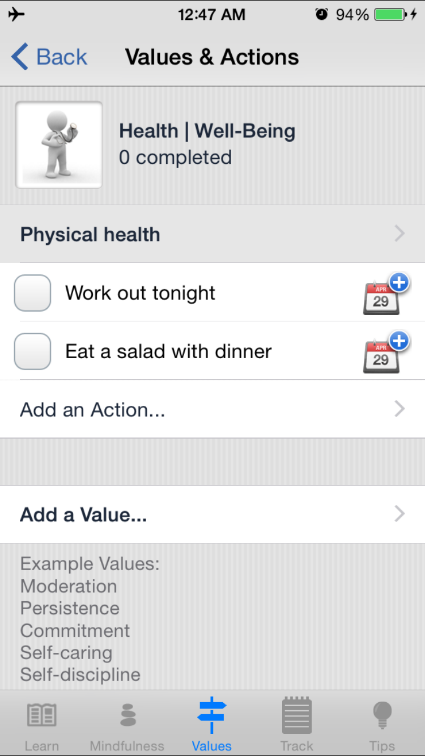 12:47 AM 94%
Back Values & Actions
Health | Well-Being
0 completed
Physical health
Work out tonight
APR
29
Eat a salad with dinner
APR
29
Add an Action...
Add a Value...
Example Values:
Moderation
Persistence
Commitment
Self-caring
Self-discipline
Learn Mindfulness Values Track Tips